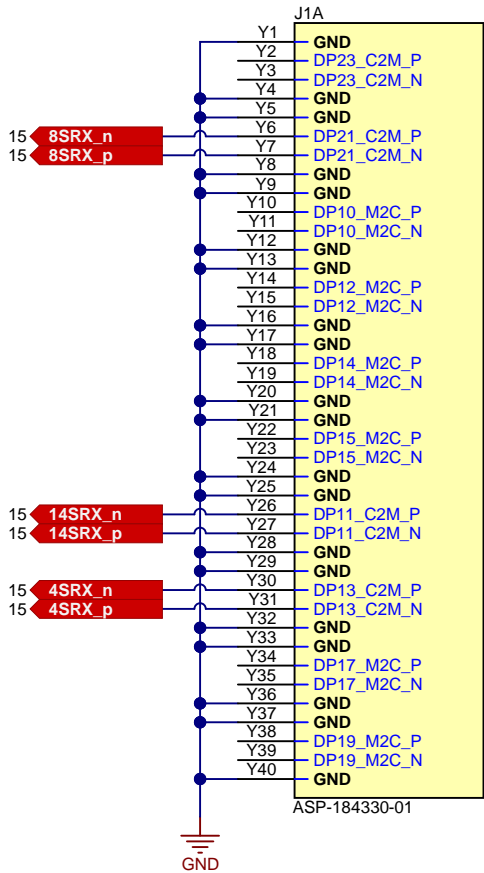 J1A
Y1 GND
Y2 DP23_C2M_P
Y3 DP23_C2M_N
Y4 GND
Y5 GND
15 8SRX_n Y6 DP21_C2M_P
15 8SRX_p Y7 DP21_C2M_N
Y8 GND
Y9 GND
Y10 DP10_M2C_P
Y11 DP10_M2C_N
Y12 GND
Y13 GND
Y14 DP12_M2C_P
Y15 DP12_M2C_N
Y16 GND
Y17 GND
Y18 DP14_M2C_P
Y19 DP14_M2C_N
Y20 GND
Y21 GND
Y22 DP15_M2C_P
Y23 DP15_M2C_N
Y24 GND
Y25 GND
15 14SRX_n Y26 DP11_C2M_P
15 14SRX_p Y27 DP11_C2M_N
Y28 GND
Y29 GND
15 4SRX_n Y30 DP13_C2M_P
15 4SRX_p Y31 DP13_C2M_N
Y32 GND
Y33 GND
Y34 DP17_M2C_P
Y35 DP17_M2C_N
Y36 GND
Y37 GND
Y38 DP19_M2C_P
Y39 DP19_M2C_N
Y40 GND
ASP-184330-01
GND